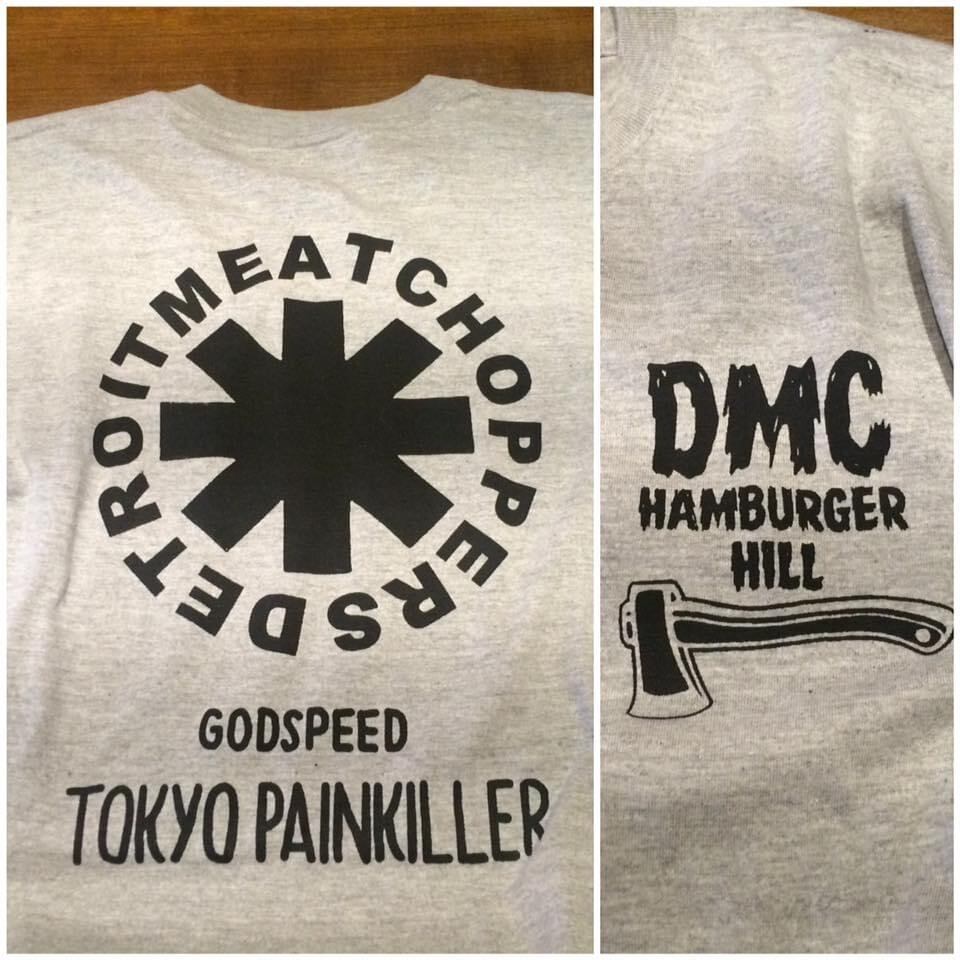 DETROITMEATCHOPPERS
GODSPEED
TOKYO PAINKILLER
DMC
HAMBURGER
HILL